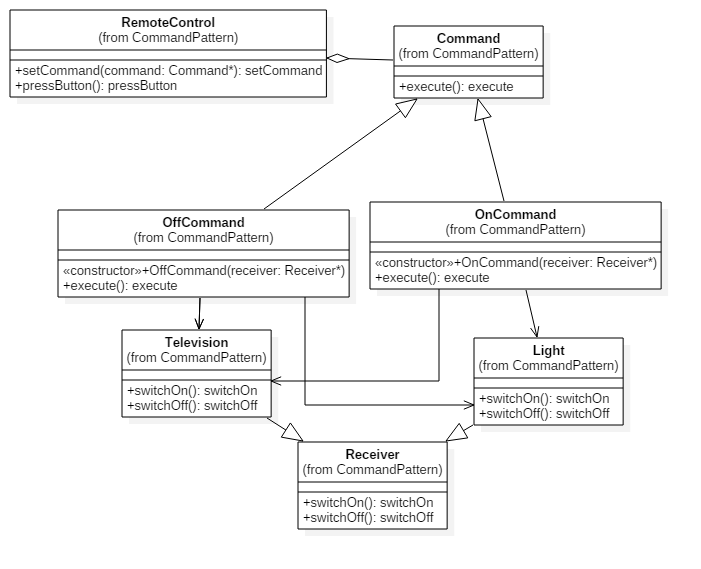 RemoteControl
(from CommandPattern)
+setCommand(command: Command*): setCommand
+pressButton(): pressButton
Command
(from CommandPattern)
+execute(): execute
OffCommand
(from CommandPattern)
«constructor»+OffCommand(receiver: Receiver*)
+execute(): execute
OnCommand
(from CommandPattern)
«constructor»+OnCommand(receiver: Receiver*)
+execute(): execute
Television
(from CommandPattern)
+switchOn(): switchOn
+switchOff(): switchOff
Light
(from CommandPattern)
+switchOn(): switchOn
+switchOff(): switchOff
Receiver
(from CommandPattern)
+switchOn(): switchOn
+switchOff(): switchOff